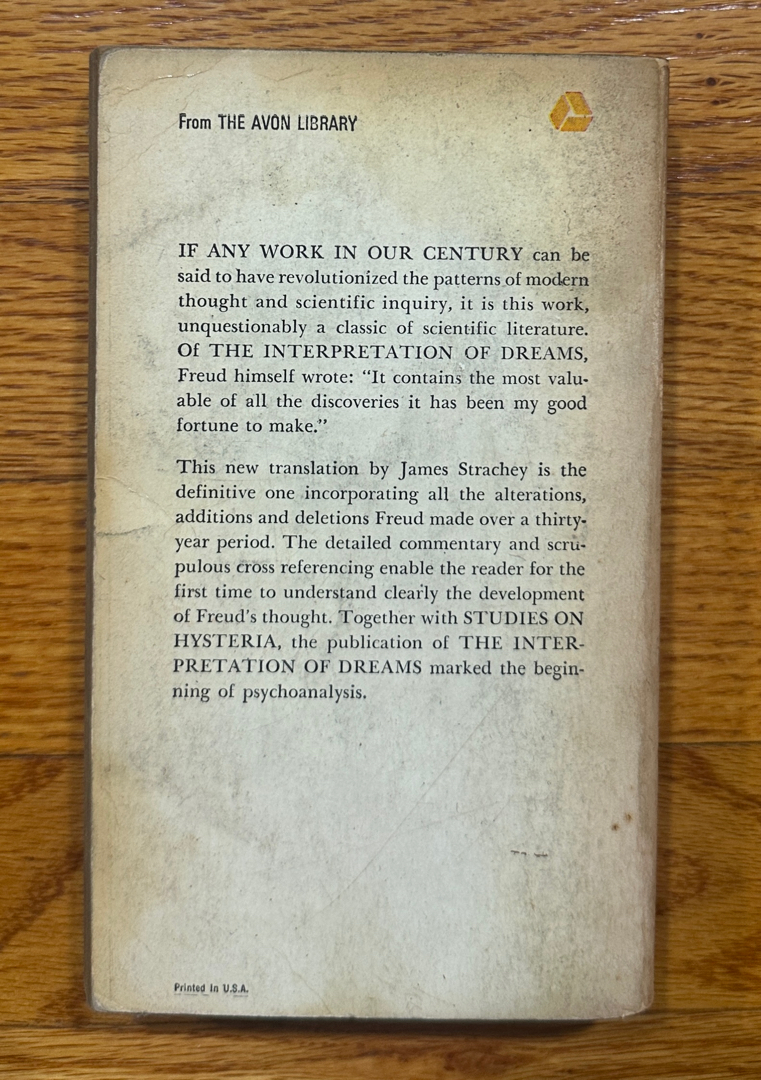 From THE AVON LIBRARY
IF ANY WORK IN OUR CENTURY can be
said to have revolutionized the patterns of modern
thought and scientific inquiry, it is this work,
unquestionably a classic of scientific literature.
Of THE INTERPRETATION OF DREAMS,
Freud himself wrote: “It contains the most valu-
able of all the discoveries it has been my good
fortune to make.”
This new translation by James Strachey is the
definitive one incorporating all the alterations,
additions and deletions Freud made over a thirty-
year period. The detailed commentary and scru-
pulous cross referencing enable the reader for the
first time to understand clearly the development
of Freud's thought. Together with STUDIES ON
HYSTERIA, the publication of THE INTER-
PRETATION OF DREAMS marked the begin-
ning of psychoanalysis.
Printed in U.S.A.